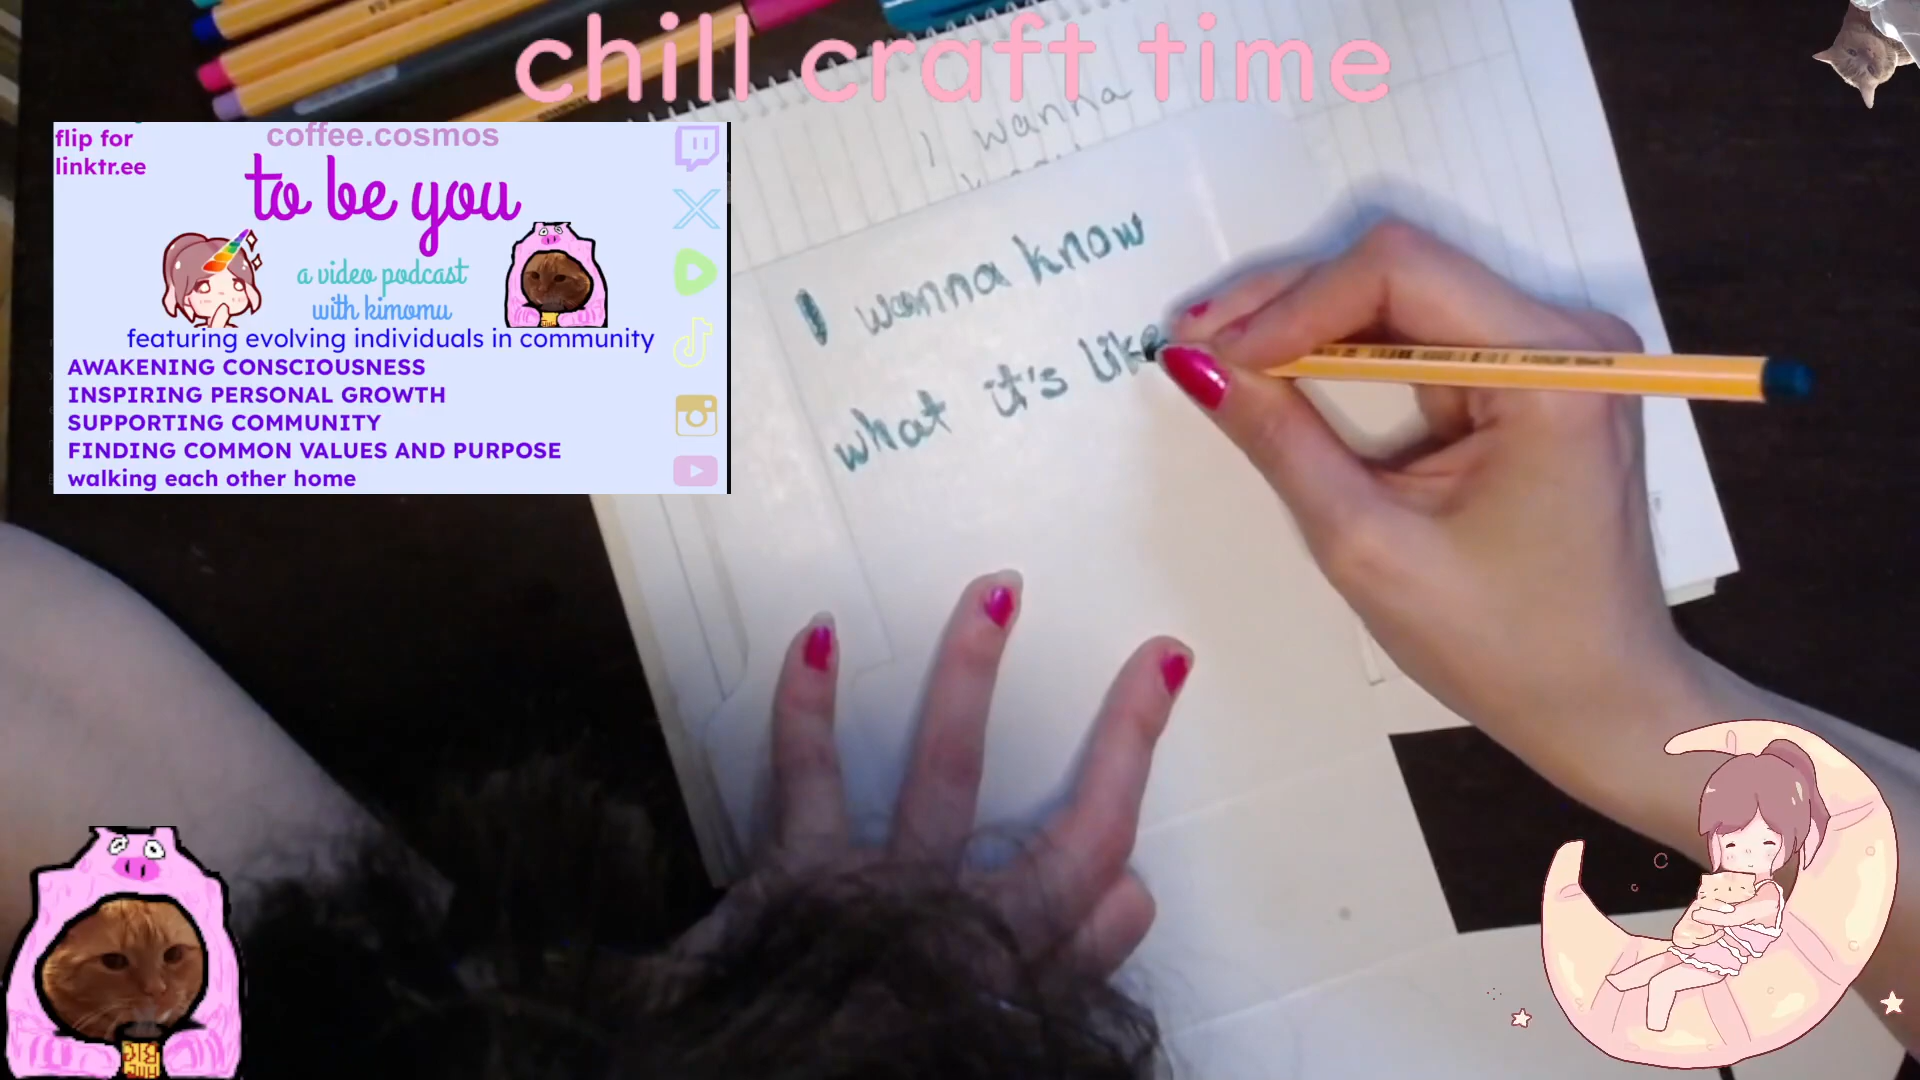 chill craft time
flip for
linktr.ee
coffee.cosmos
to be you
a video podcast
with kimomu
featuring evolving individuals in community
AWAKENING CONSCIOUSNESS
INSPIRING PERSONAL GROWTH
SUPPORTING COMMUNITY
FINDING COMMON VALUES AND PURPOSE
walking each other home
I wanna
I wanna know
what it's like